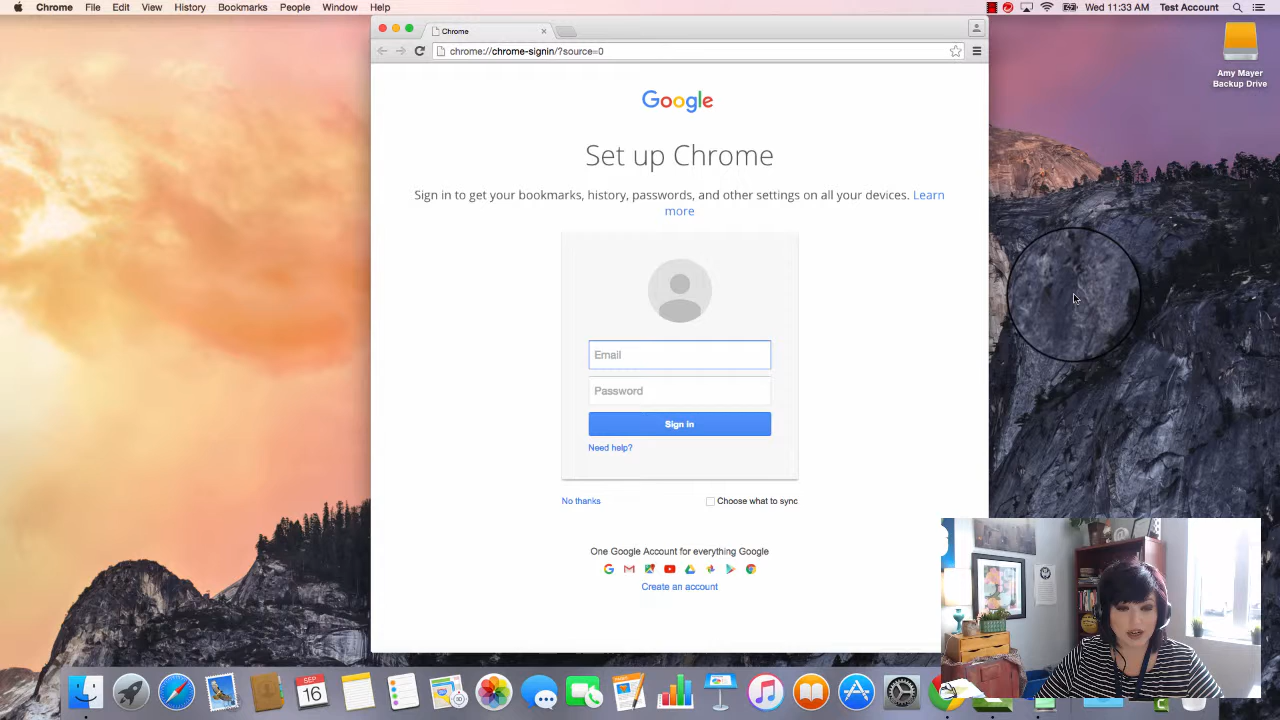 Chrome File Edit View History Bookmarks People Window Help Wed 11:33 AM Test Account
Chrome
chrome://chrome-signin/?source=0
Amy Mayer
Backup Drive
Google
Set up Chrome
Sign in to get your bookmarks, history, passwords, and other settings on all your devices. Learn
more
Email
Password
Sign in
Need help?
No thanks Choose what to sync
One Google Account for everything Google
Create an account
SEP
16